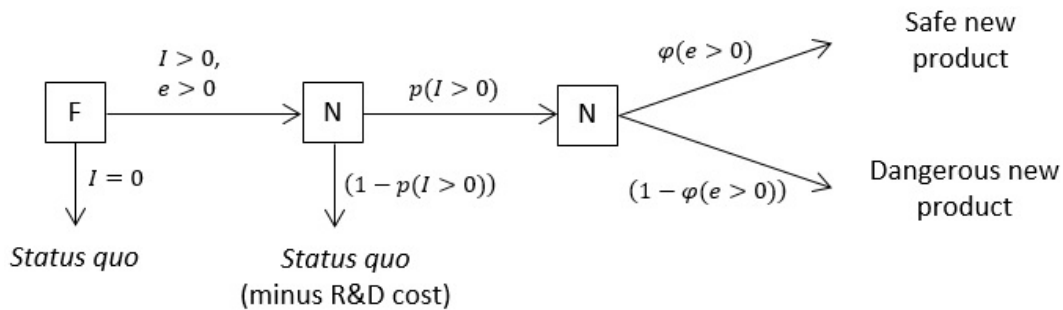 Safe new
product
I > 0,
e > 0
φ(e > 0)
p(I > 0)
F
N
N
I = 0
(1 − p(I > 0))
(1 − φ(e > 0))
Dangerous new
product
Status quo
Status quo
(minus R&D cost)